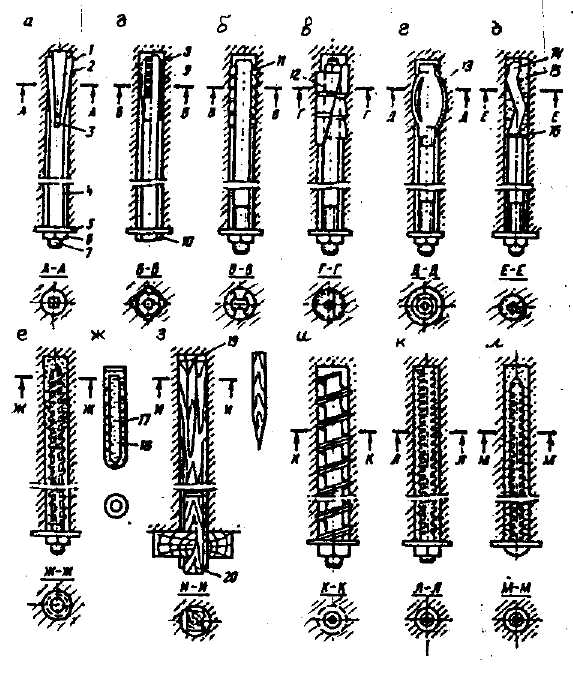 а д б в г д
1 8 11 14
2 9 12 13 15
А А Б Б В В Г Г Д Д Е Е
3 16
4
5
6
7 10
А-А Б-Б В-В Г-Г Д-Д Е-Е
е ж з 19 и к л
Ж Ж И И
17
18
К К Л Л М М
20
Ж-Ж И-И К-К Л-Л М-М